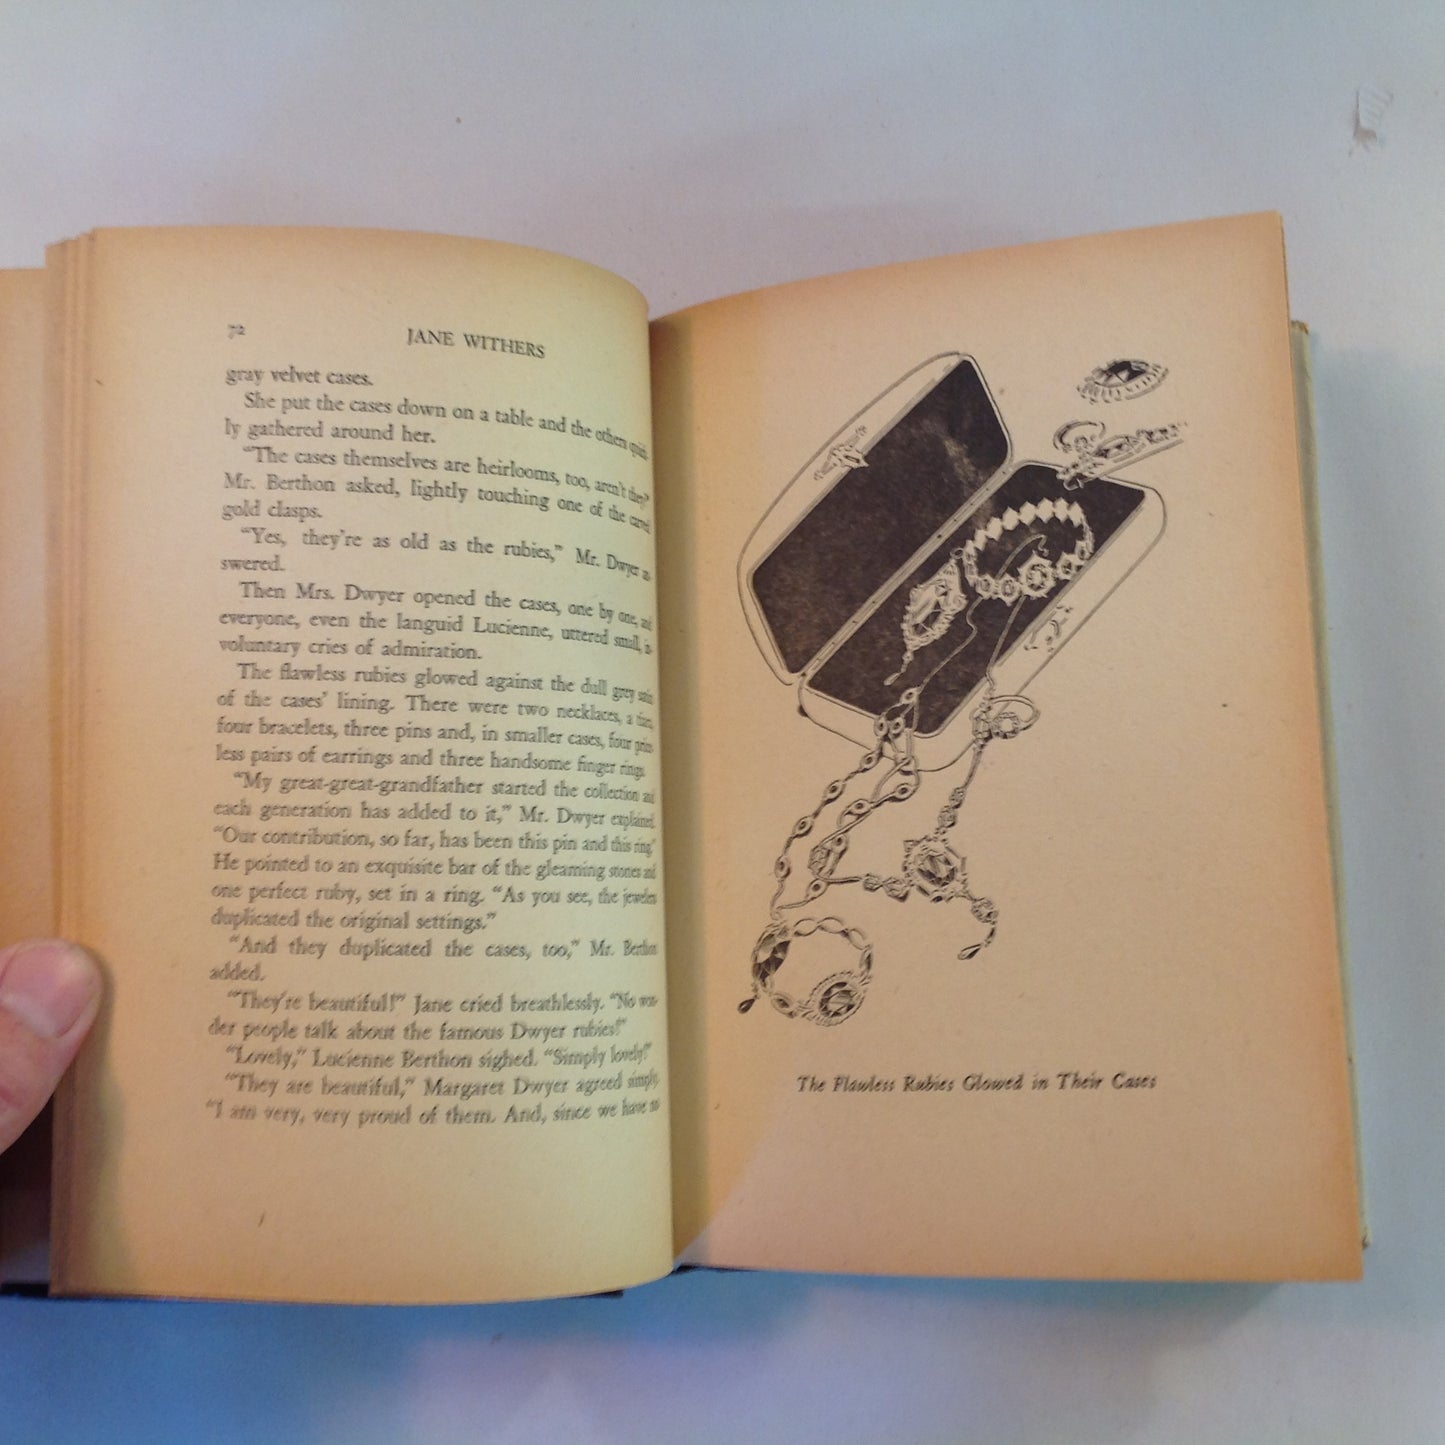 72
JANE WITHERS
gray velvet cases.
She put the cases down on a table and the others quick-
ly gathered around her.
"The cases themselves are heirlooms, too, aren't they?"
Mr. Berthon asked, lightly touching one of the carved
gold clasps.
"Yes, they're as old as the rubies," Mr. Dwyer an-
swered.
Then Mrs. Dwyer opened the cases, one by one, and
everyone, even the languid Lucienne, uttered small, in-
voluntary cries of admiration.
The flawless rubies glowed against the dull grey satin
of the cases' lining. There were two necklaces, a tiara,
four bracelets, three pins and, in smaller cases, four price-
less pairs of earrings and three handsome finger rings.
"My great-great-grandfather started the collection and
each generation has added to it," Mr. Dwyer explained.
"Our contribution, so far, has been this pin and this ring."
He pointed to an exquisite bar of the gleaming stones and
one perfect ruby, set in a ring. "As you see, the jewelers
duplicated the original settings."
"And they duplicated the cases, too," Mr. Berthon
added.
"They're beautiful!" Jane cried breathlessly. "No won-
der people talk about the famous Dwyer rubies!"
"Lovely," Lucienne Berthon sighed. "Simply lovely!"
"They are beautiful," Margaret Dwyer agreed simply.
"I am very, very proud of them. And, since we have no
The Flawless Rubies Glowed in Their Cases